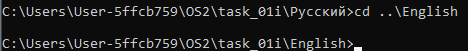 C:\Users\User-5ffcb759\OS2\task_01i\Русский>cd ..\English
C:\Users\User-5ffcb759\OS2\task_01i\English>